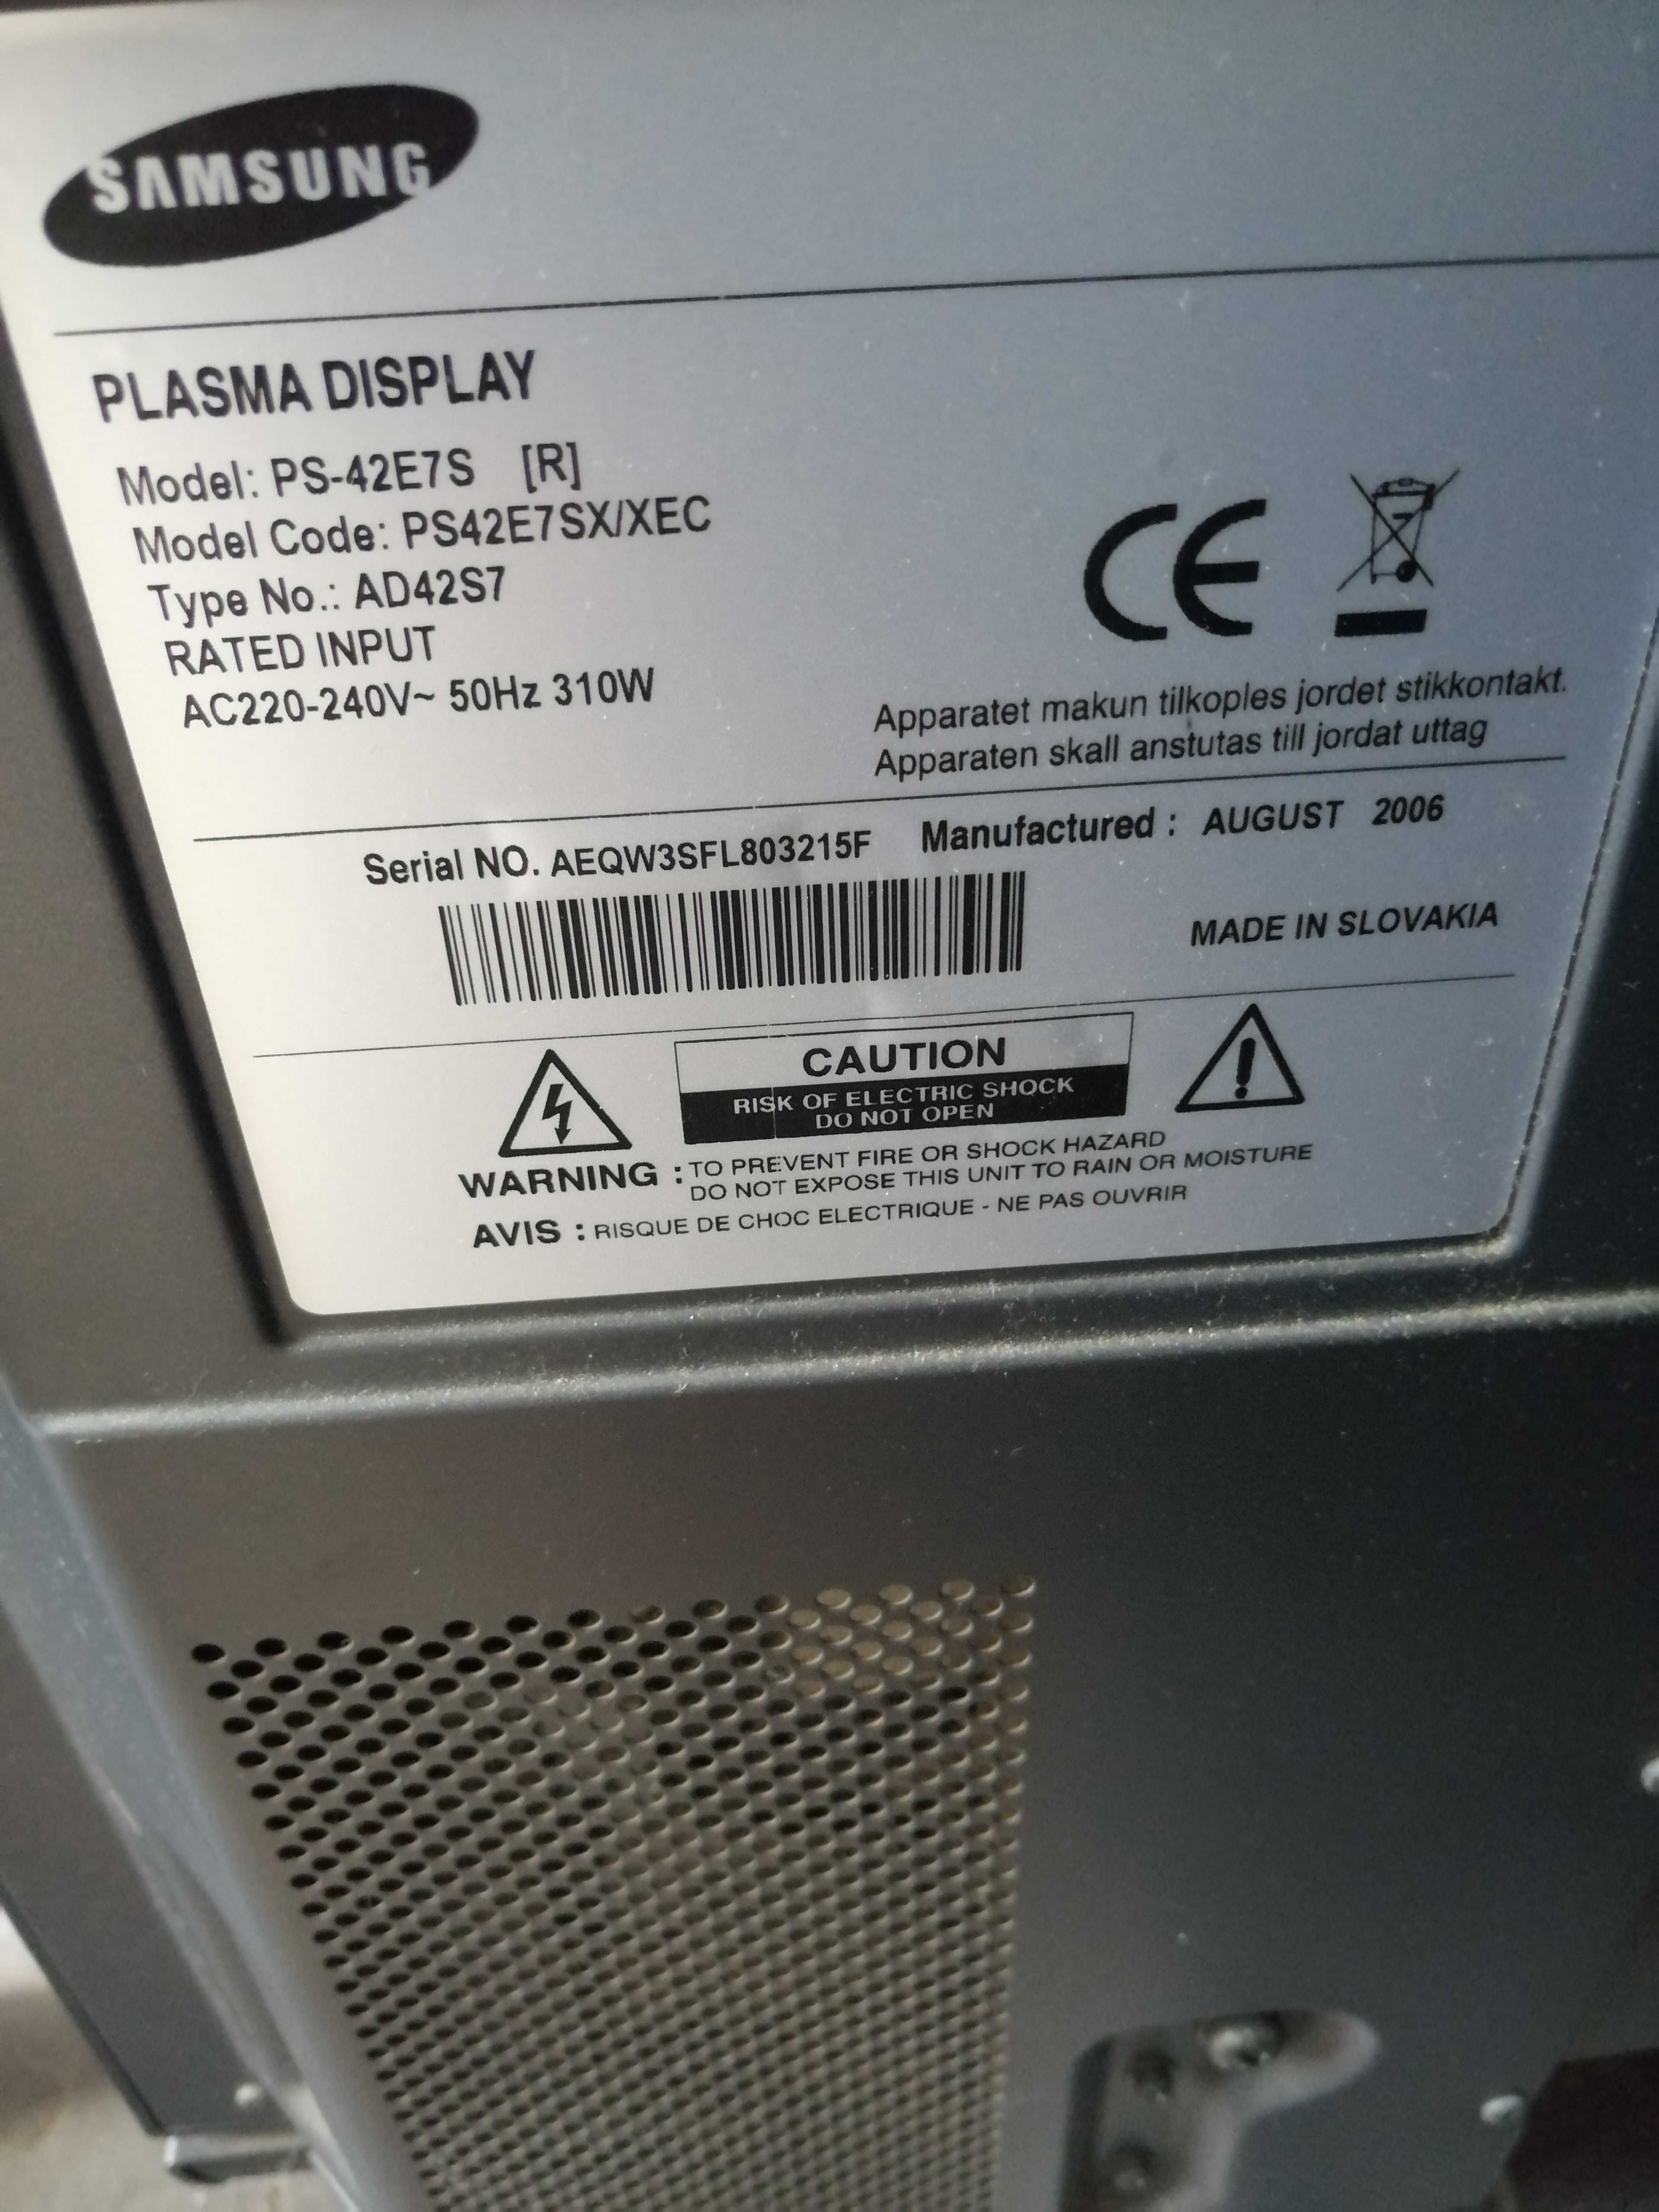 SAMSUNG
PLASMA DISPLAY
Model: PS-42E7S [R]
Model Code: PS42E7SX/XEC
Type No.: AD42S7
RATED INPUT
AC220-240V~ 50Hz 310W
CE
Apparatet makun tilkoples jordet stikkontakt.
Apparaten skall anstutas till jordat uttag
Serial NO. AEQW3SFL803215F Manufactured : AUGUST 2006
MADE IN SLOVAKIA
CAUTION
RISK OF ELECTRIC SHOCK
DO NOT OPEN
WARNING : TO PREVENT FIRE OR SHOCK HAZARD
DO NOT EXPOSE THIS UNIT TO RAIN OR MOISTURE
AVIS : RISQUE DE CHOC ELECTRIQUE - NE PAS OUVRIR